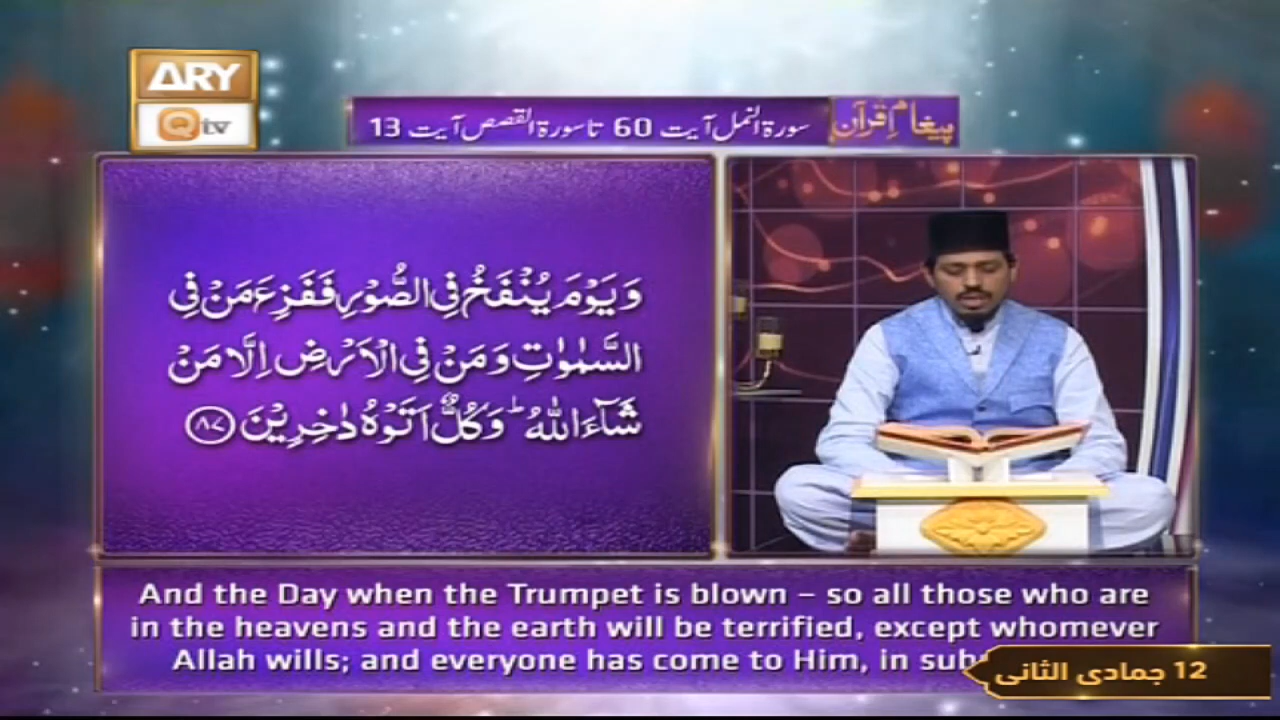 ARY
Qtv
پیغامِ قرآن
سورۃ النمل آیت 60 تا سورۃ القصص آیت 13
وَ یَوْمَ یُنْفَخُ فِی الصُّوْرِ فَفَزِعَ مَنْ فِی
السَّمٰوٰتِ وَ مَنْ فِی الْاَرْضِ اِلَّا مَنْ
شَآءَ اللّٰهُ ؕ وَ كُلٌّ اَتَوْهُ دٰخِرِیْنَ ﴿۸۷﴾
And the Day when the Trumpet is blown – so all those who are
in the heavens and the earth will be terrified, except whomever
Allah wills; and everyone has come to Him, in
12 جمادی الثانی